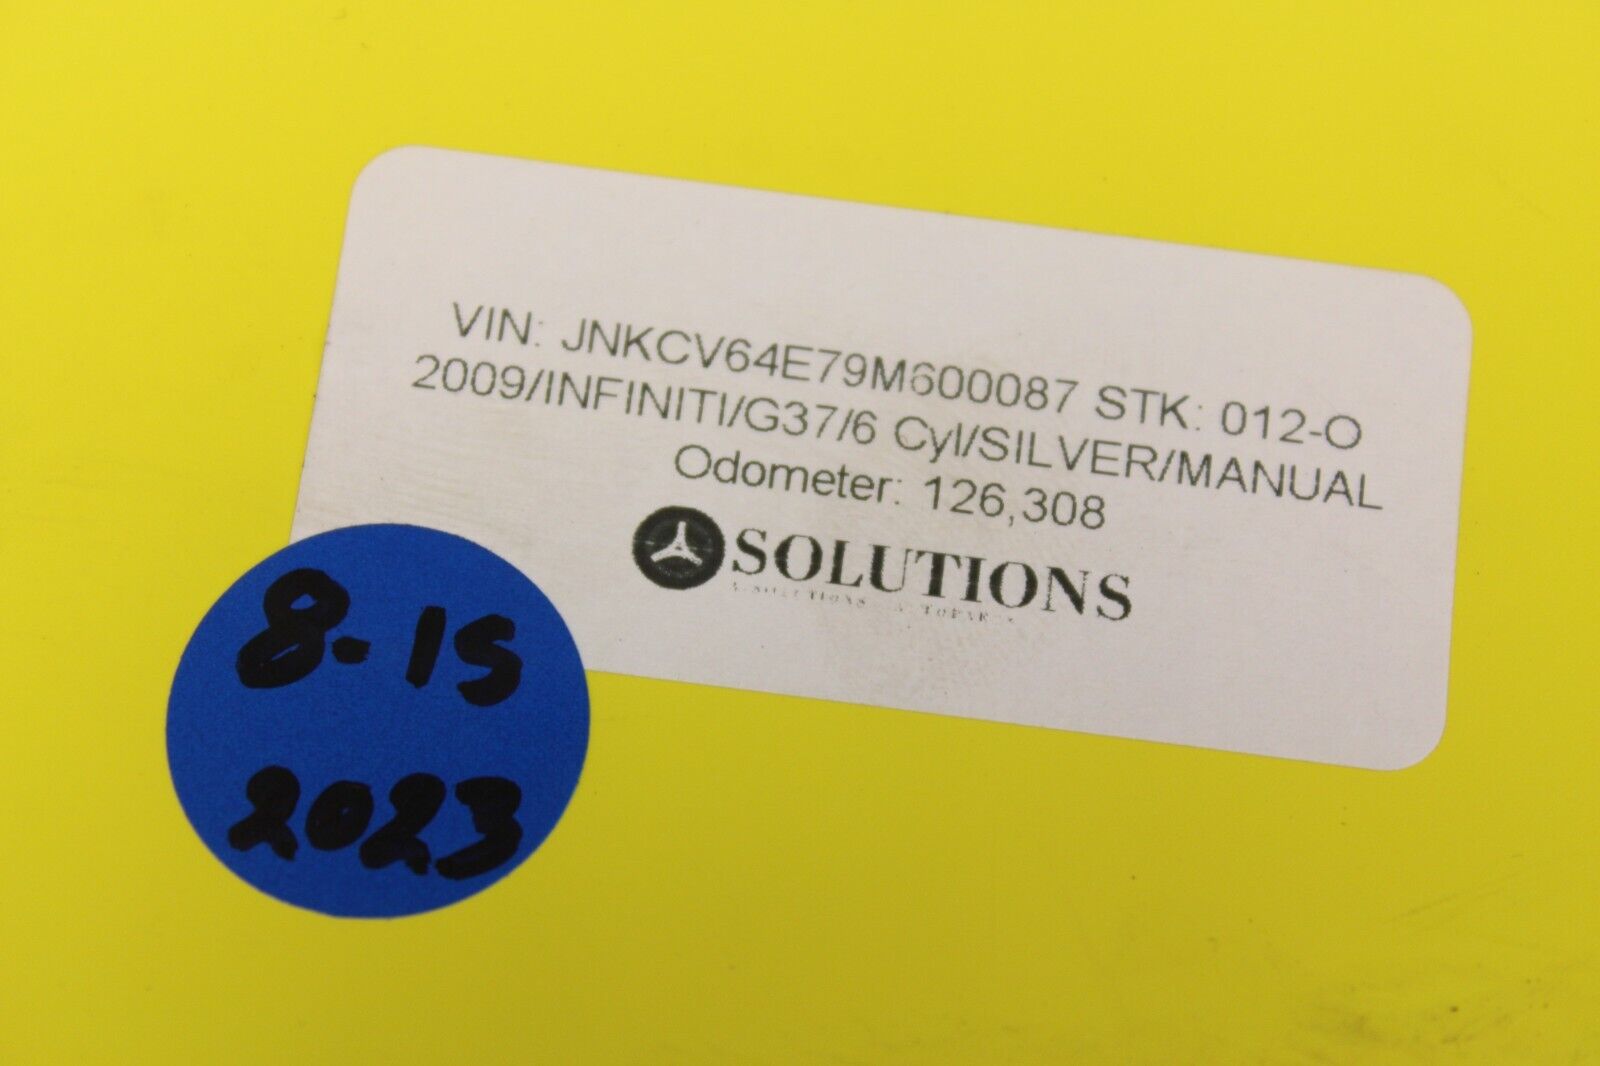 VIN: JNKCV64E79M600087 STK: 012-O
2009/INFINITI/G37/6 Cyl/SILVER/MANUAL
Odometer: 126,308
SOLUTIONS
8-15
2023